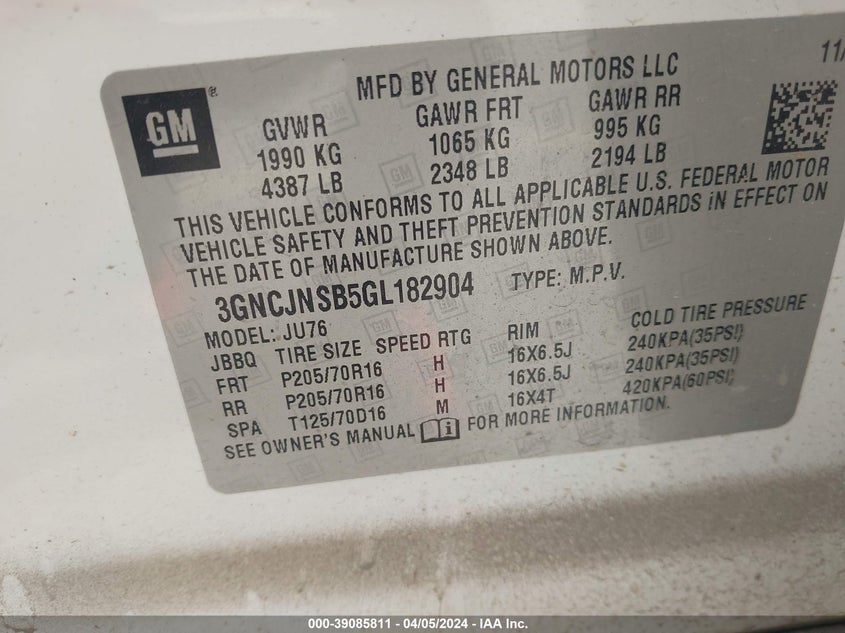 11/
MFD BY GENERAL MOTORS LLC
GM®
GVWR GAWR FRT GAWR RR
1990 KG 1065 KG 995 KG
4387 LB 2348 LB 2194 LB
THIS VEHICLE CONFORMS TO ALL APPLICABLE U.S. FEDERAL MOTOR
VEHICLE SAFETY AND THEFT PREVENTION STANDARDS IN EFFECT ON
THE DATE OF MANUFACTURE SHOWN ABOVE.
3GNCJNSB5GL182904 TYPE: M.P.V.
MODEL: JU76
JBBQ TIRE SIZE SPEED RTG RIM COLD TIRE PRESSURE
FRT P205/70R16 H 16X6.5J 240KPA(35PSI)
RR P205/70R16 H 16X6.5J 240KPA(35PSI)
SPA T125/70D16 M 16X4T 420KPA(60PSI)
SEE OWNER'S MANUAL FOR MORE INFORMATION.
000-39085811 - 04/05/2024 - IAA Inc.